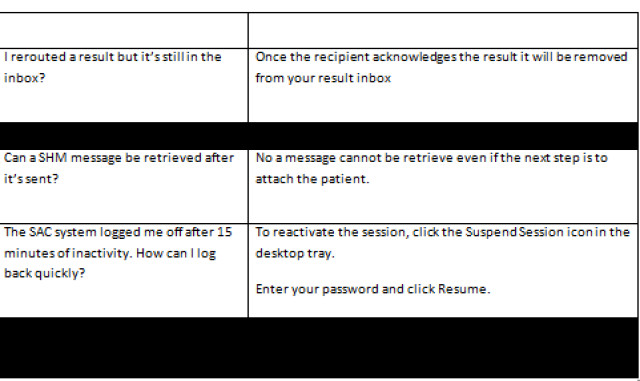 I rerouted a result but it's still in the
inbox?
Once the recipient acknowledges the result it will be removed
from your result inbox
Can a SHM message be retrieved after
it's sent?
No a message cannot be retrieve even if the next step is to
attach the patient.
The SAC system logged me off after 15
minutes of inactivity. How can I log
back quickly?
To reactivate the session, click the Suspend Session icon in the
desktop tray.
Enter your password and click Resume.